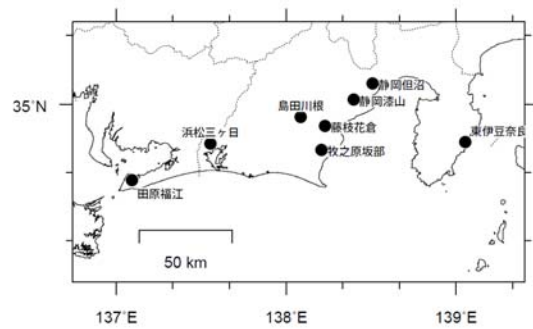 静岡但沼
35˚N
静岡漆山
島田川根
藤枝花倉
浜松三ヶ日
東伊豆奈良
牧之原坂部
田原福江
50 km
137˚E
138˚E
139˚E